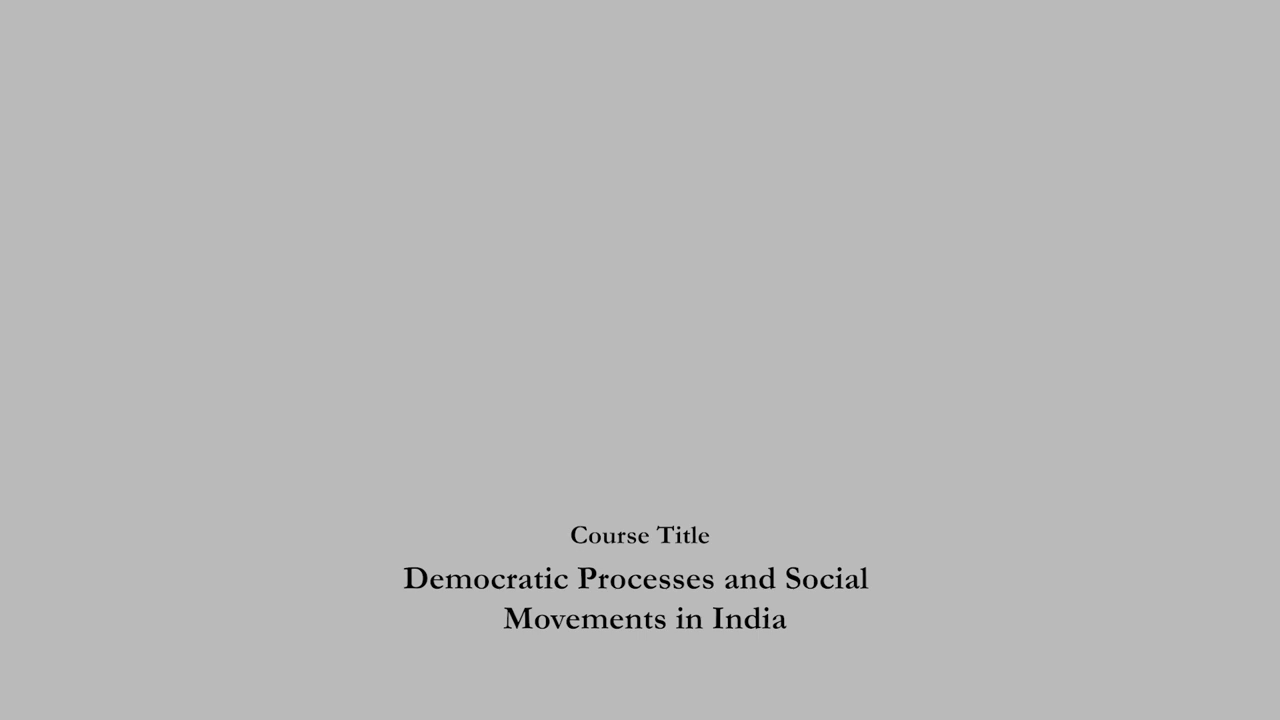 Course Title
Democratic Processes and Social
Movements in India